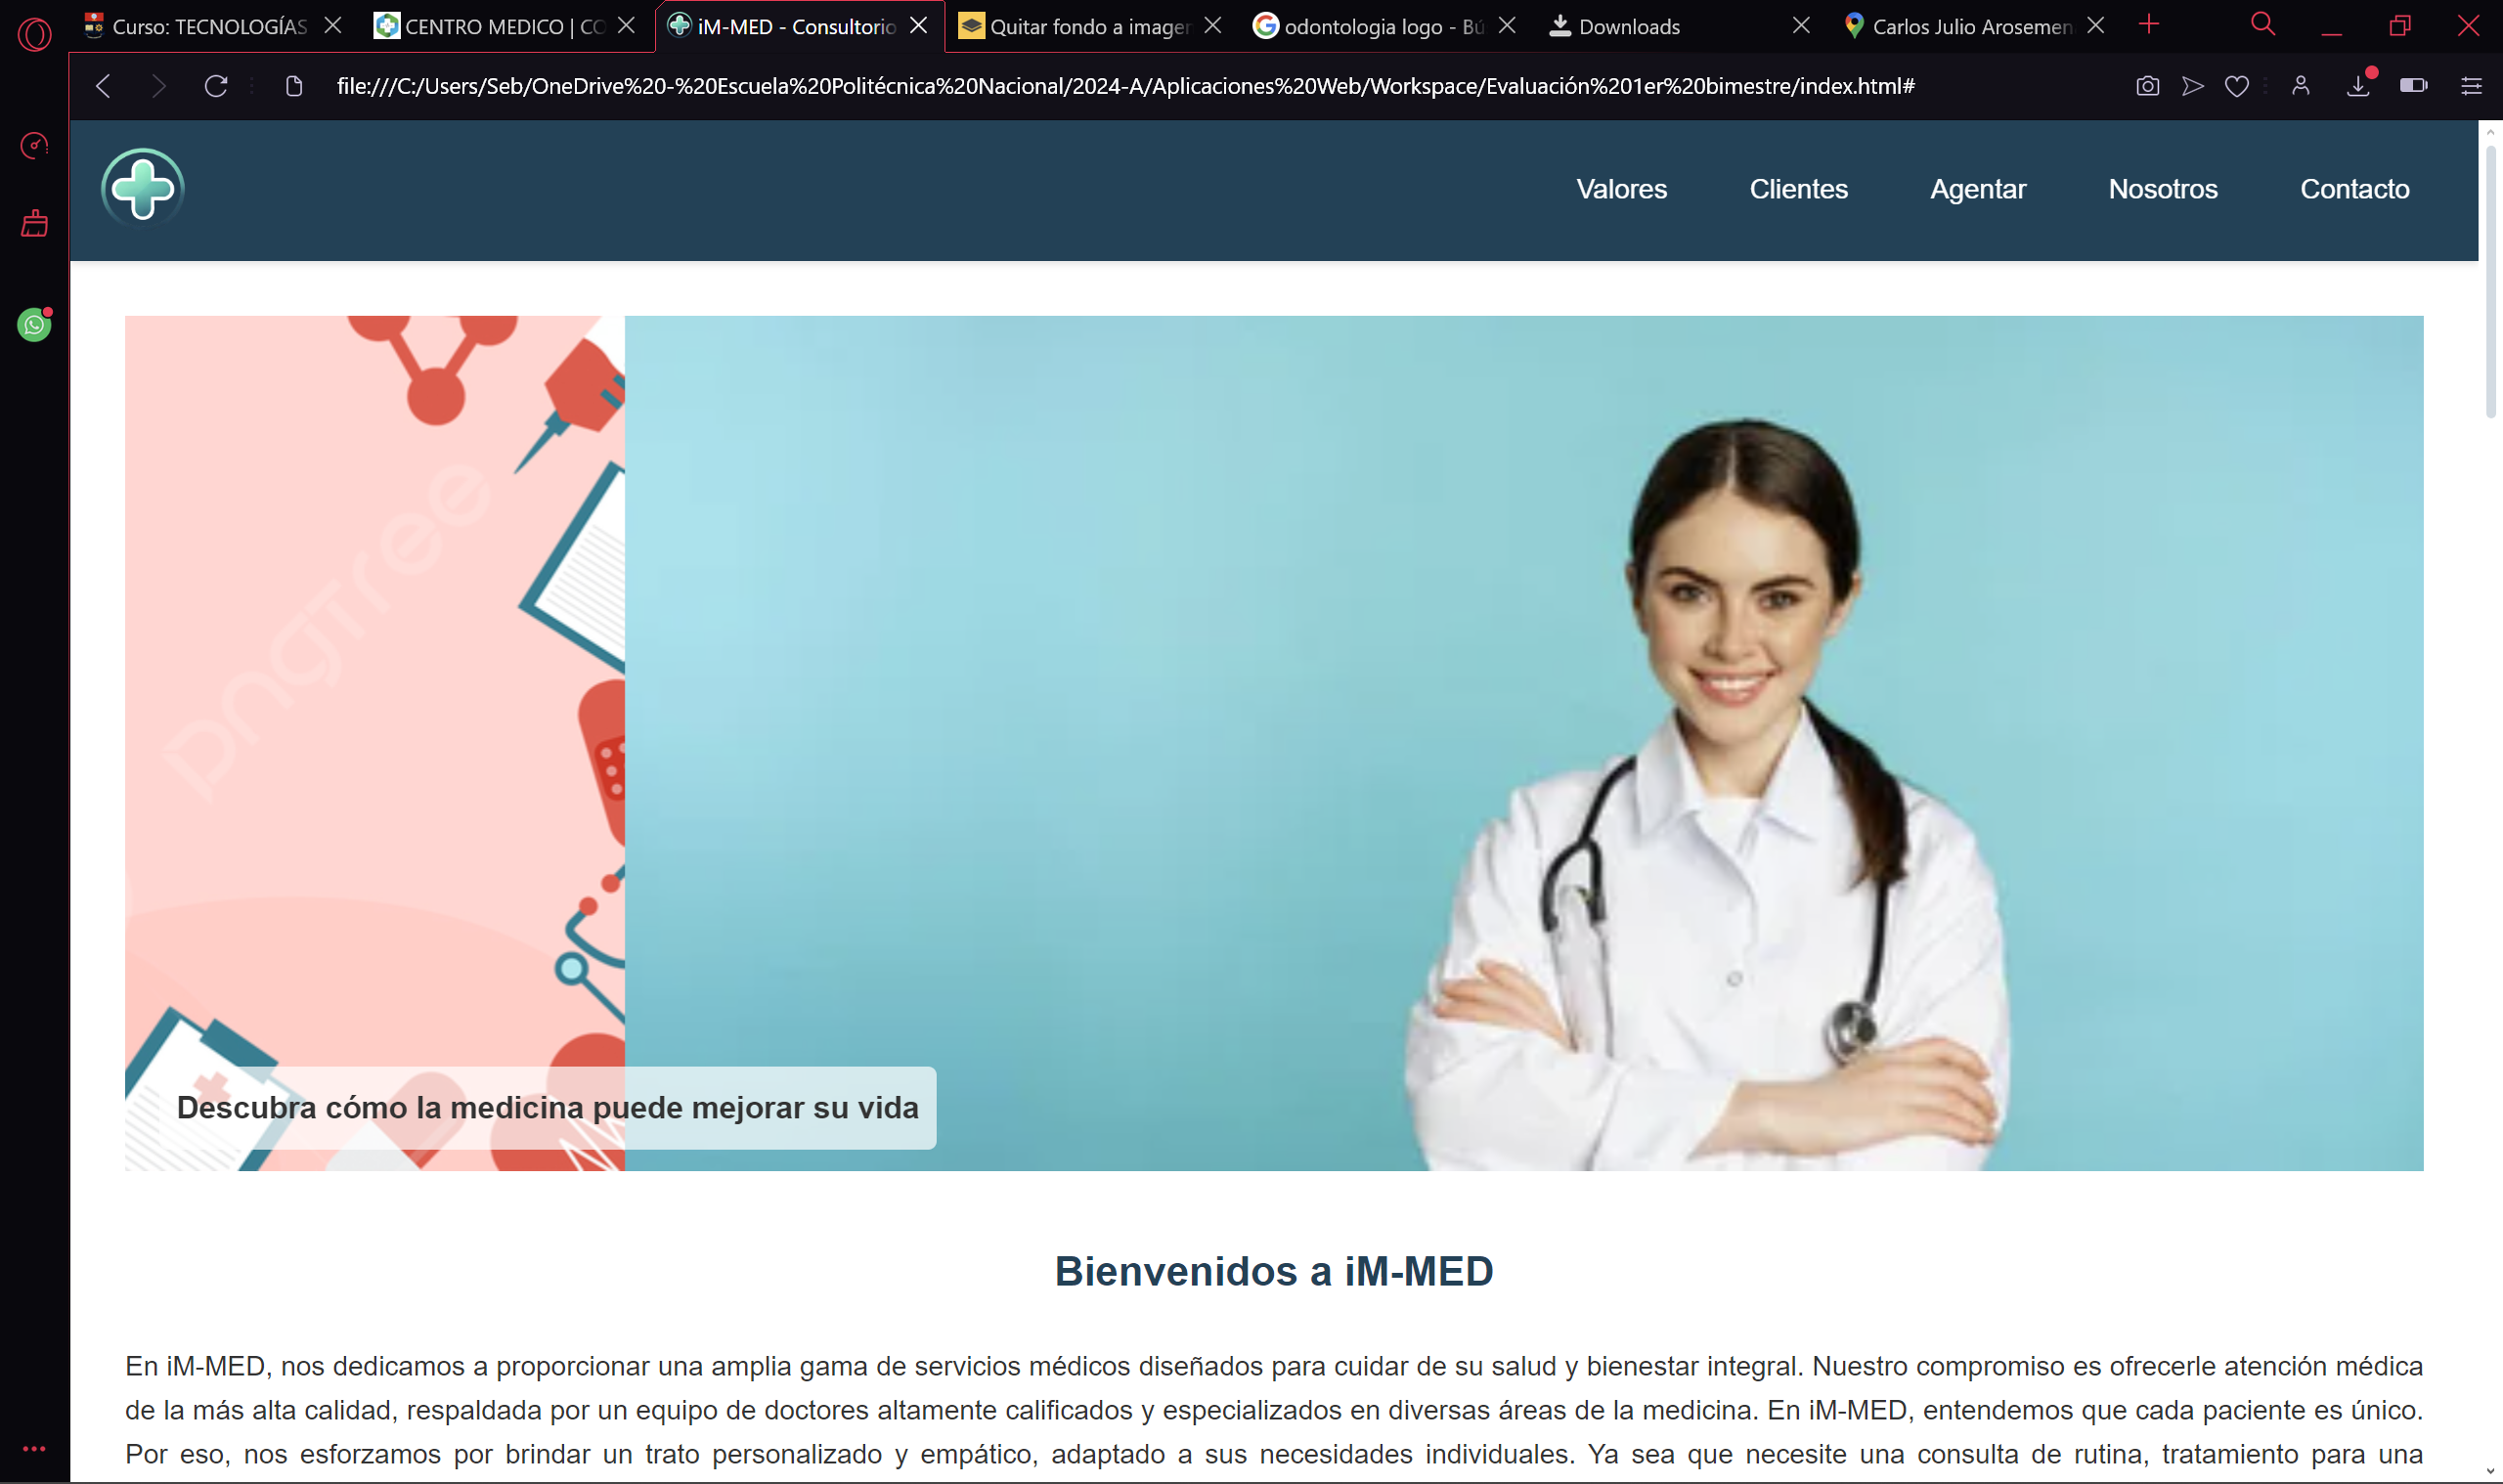 Curso: TECNOLOGÍAS
CENTRO MEDICO | CO
iM-MED - Consultorio
Quitar fondo a imagen
odontologia logo - Bú
Downloads
Carlos Julio Arosemen
file:///C:/Users/Seb/OneDrive%20-%20Escuela%20Politécnica%20Nacional/2024-A/Aplicaciones%20Web/Workspace/Evaluación%201er%20bimestre/index.html#
Valores
Clientes
Agentar
Nosotros
Contacto
pngtree
Descubra cómo la medicina puede mejorar su vida
Bienvenidos a iM-MED
En iM-MED, nos dedicamos a proporcionar una amplia gama de servicios médicos diseñados para cuidar de su salud y bienestar integral. Nuestro compromiso es ofrecerle atención médica
de la más alta calidad, respaldada por un equipo de doctores altamente calificados y especializados en diversas áreas de la medicina. En iM-MED, entendemos que cada paciente es único.
Por eso, nos esforzamos por brindar un trato personalizado y empático, adaptado a sus necesidades individuales. Ya sea que necesite una consulta de rutina, tratamiento para una